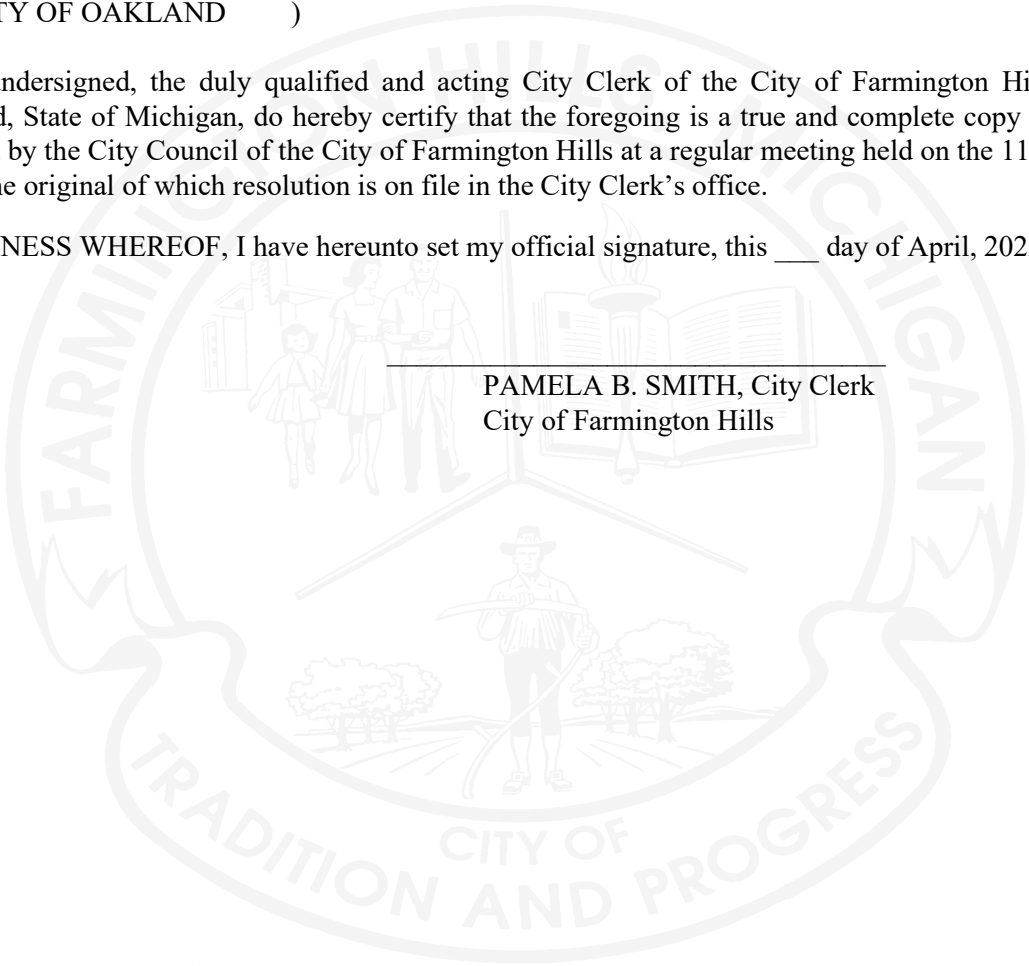 TY OF OAKLAND )
ndersigned, the duly qualified and acting City Clerk of the City of Farmington Hi
d, State of Michigan, do hereby certify that the foregoing is a true and complete copy
by the City Council of the City of Farmington Hills at a regular meeting held on the 11
e original of which resolution is on file in the City Clerk’s office.
NESS WHEREOF, I have hereunto set my official signature, this ___ day of April, 202
PAMELA B. SMITH, City Clerk
City of Farmington Hills
FARMINGTON HILLS, MICHIGAN
CITY OF
TRADITION AND PROGRESS